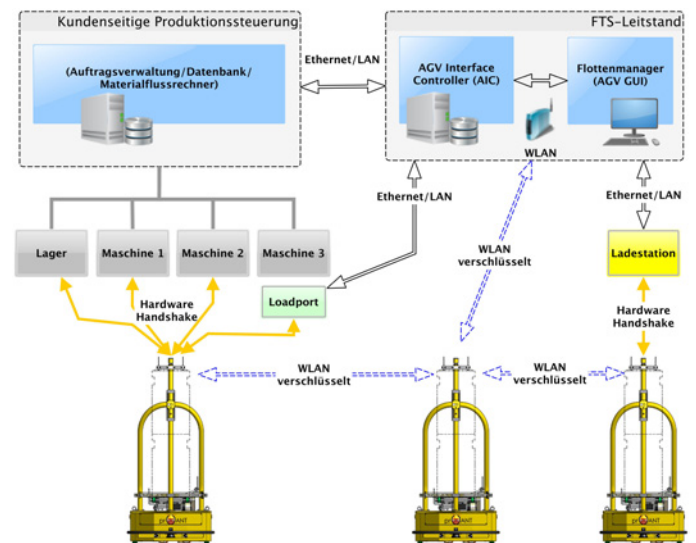 Kundenseitige Produktionssteuerung
(Auftragsverwaltung/Datenbank/
Materialflussrechner)
Ethernet/LAN
FTS-Leitstand
AGV Interface
Controller (AIC)
Flottenmanager
(AGV GUI)
WLAN
Ethernet/LAN
Ethernet/LAN
Lager
Maschine 1
Maschine 2
Maschine 3
Loadport
WLAN
verschlüsselt
Ladestation
Hardware
Handshake
Hardware
Handshake
WLAN
verschlüsselt
WLAN
verschlüsselt